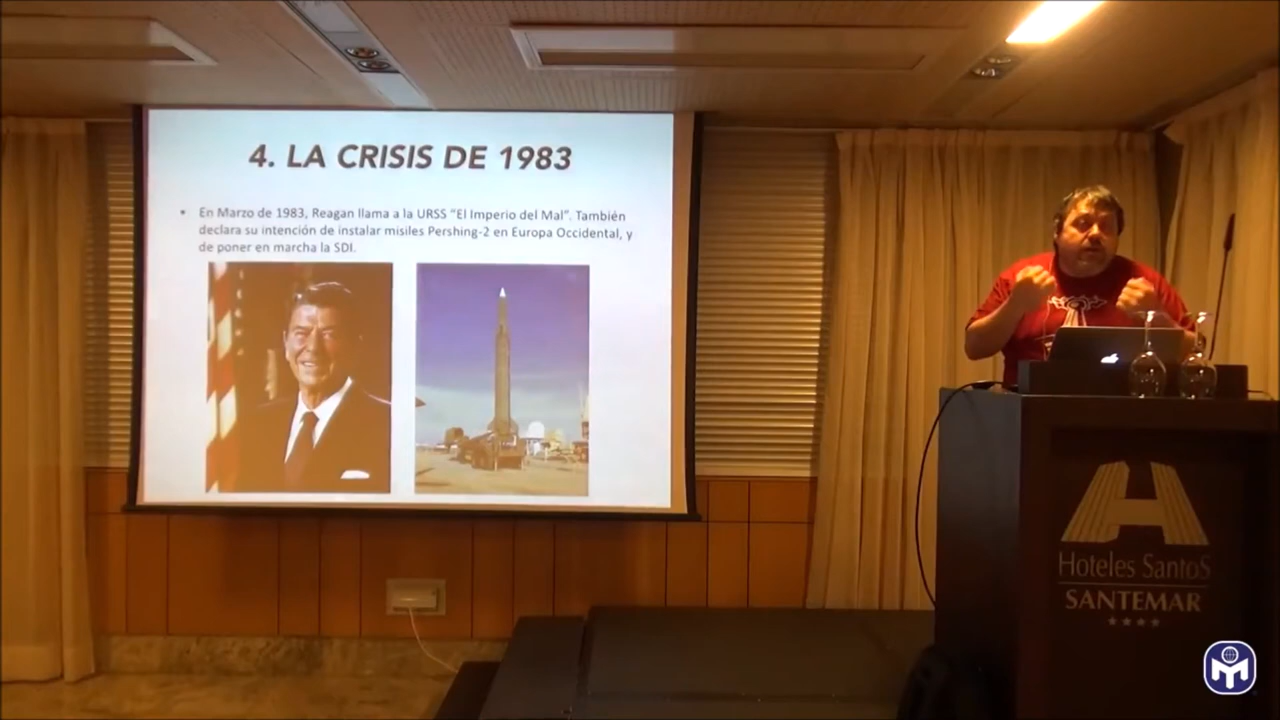 4. LA CRISIS DE 1983
• En Marzo de 1983, Reagan llama a la URSS “El Imperio del Mal”. También
declara su intención de instalar misiles Pershing-2 en Europa Occidental, y
de poner en marcha la SDI.
Hoteles SantoS
SANTEMAR